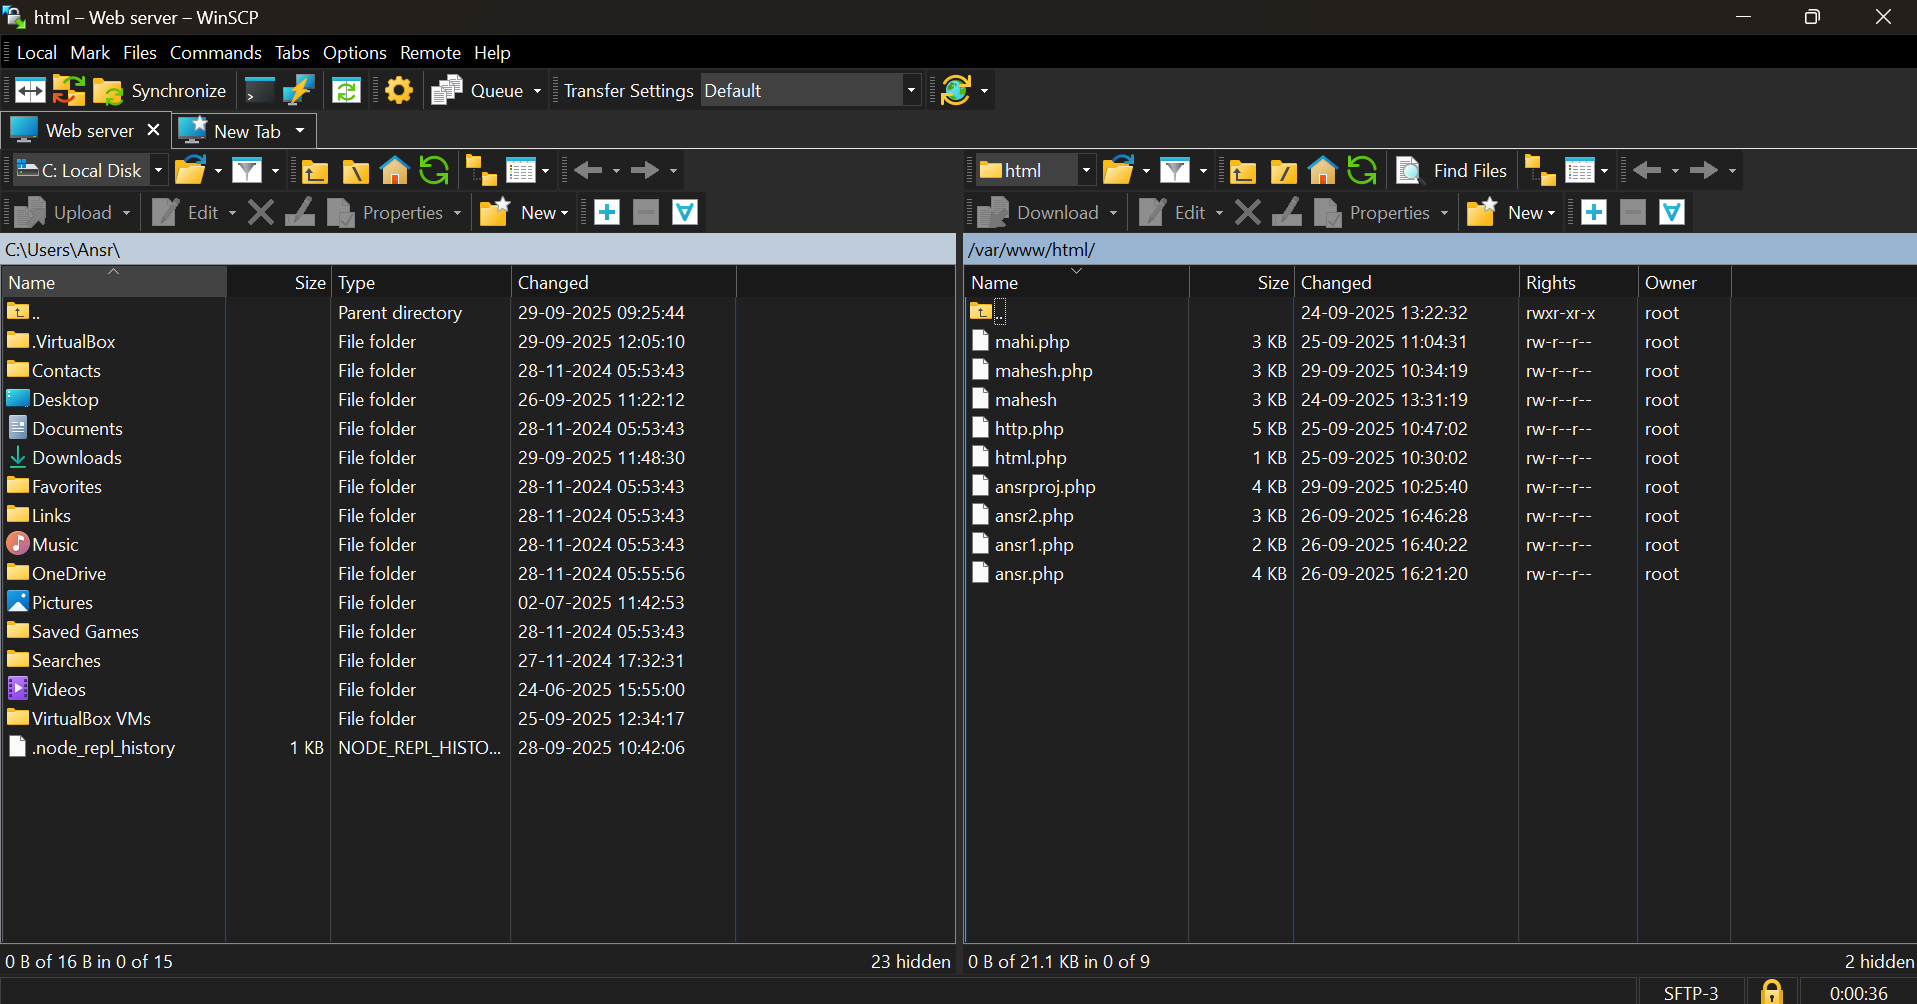 html – Web server – WinSCP
Local Mark Files Commands Tabs Options Remote Help
Synchronize Queue Transfer Settings Default
Web server New Tab
C: Local Disk
html Find Files
Upload Edit Properties New
Download Edit Properties New
C:\Users\Ansr\
Name Size Type Changed
.. Parent directory 29-09-2025 09:25:44
.VirtualBox File folder 29-09-2025 12:05:10
Contacts File folder 28-11-2024 05:53:43
Desktop File folder 26-09-2025 11:22:12
Documents File folder 28-11-2024 05:53:43
Downloads File folder 29-09-2025 11:48:30
Favorites File folder 28-11-2024 05:53:43
Links File folder 28-11-2024 05:53:43
Music File folder 28-11-2024 05:53:43
OneDrive File folder 28-11-2024 05:55:56
Pictures File folder 02-07-2025 11:42:53
Saved Games File folder 28-11-2024 05:53:43
Searches File folder 27-11-2024 17:32:31
Videos File folder 24-06-2025 15:55:00
VirtualBox VMs File folder 25-09-2025 12:34:17
.node_repl_history 1 KB NODE_REPL_HISTO... 28-09-2025 10:42:06
0 B of 16 B in 0 of 15 23 hidden
/var/www/html/
Name Size Changed Rights Owner
.. 24-09-2025 13:22:32 rwxr-xr-x root
mahi.php 3 KB 25-09-2025 11:04:31 rw-r--r-- root
mahesh.php 3 KB 29-09-2025 10:34:19 rw-r--r-- root
mahesh 3 KB 24-09-2025 13:31:19 rw-r--r-- root
http.php 5 KB 25-09-2025 10:47:02 rw-r--r-- root
html.php 1 KB 25-09-2025 10:30:02 rw-r--r-- root
ansrproj.php 4 KB 29-09-2025 10:25:40 rw-r--r-- root
ansr2.php 3 KB 26-09-2025 16:46:28 rw-r--r-- root
ansr1.php 2 KB 26-09-2025 16:40:22 rw-r--r-- root
ansr.php 4 KB 26-09-2025 16:21:20 rw-r--r-- root
0 B of 21.1 KB in 0 of 9 2 hidden
SFTP-3 0:00:36